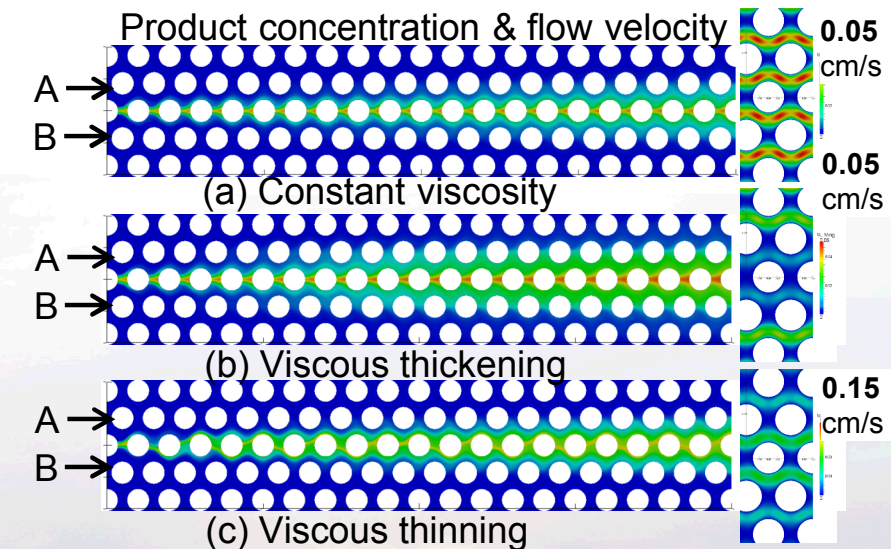 Product concentration & flow velocity
0.05
cm/s
A
B
(a) Constant viscosity
0.05
cm/s
A
B
(b) Viscous thickening
0.15
cm/s
A
B
(c) Viscous thinning